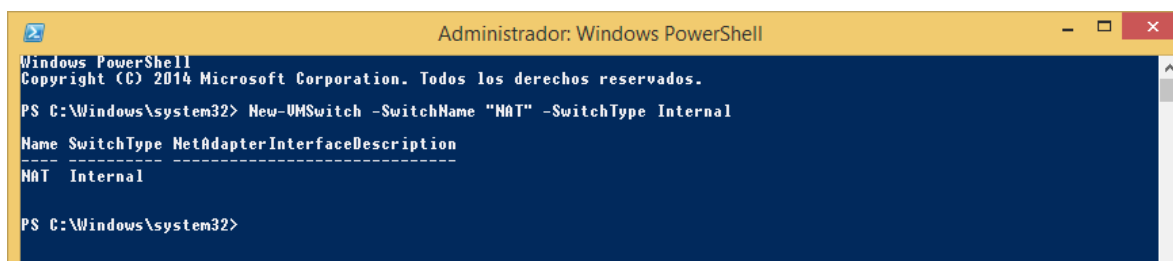 Administrador: Windows PowerShell
Windows PowerShell
Copyright (C) 2014 Microsoft Corporation. Todos los derechos reservados.
PS C:\Windows\system32> New-VMSwitch -SwitchName "NAT" -SwitchType Internal
Name SwitchType NetAdapterInterfaceDescription
---- ---------- ------------------------------
NAT  Internal
PS C:\Windows\system32>